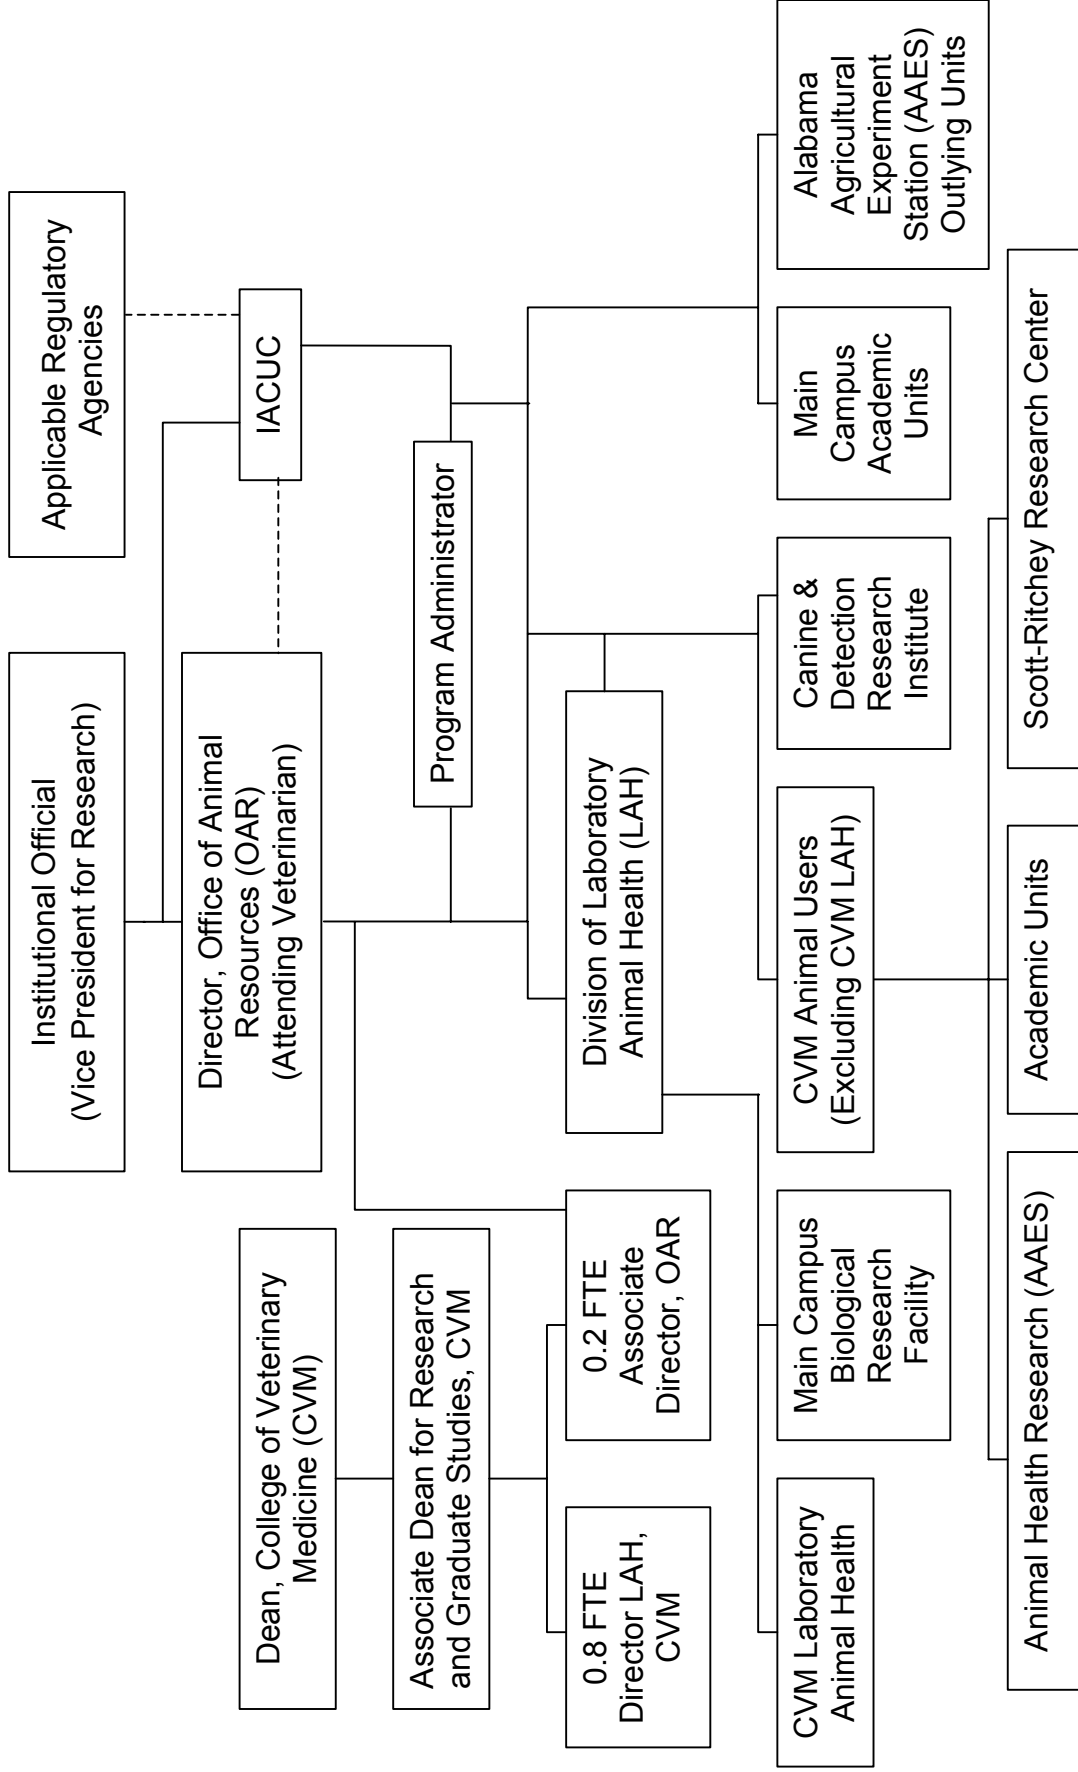 Institutional Official
(Vice President for Research)
Applicable Regulatory
Agencies
Director, Office of Animal
Resources (OAR)
(Attending Veterinarian)
IACUC
Dean, College of Veterinary
Medicine (CVM)
Associate Dean for Research
and Graduate Studies, CVM
Program Administrator
0.8 FTE
Director LAH,
CVM
0.2 FTE
Associate
Director, OAR
Division of Laboratory
Animal Health (LAH)
CVM Laboratory
Animal Health
Main Campus
Biological
Research
Facility
CVM Animal Users
(Excluding CVM LAH)
Canine &
Detection
Research
Institute
Main
Campus
Academic
Units
Alabama
Agricultural
Experiment
Station (AAES)
Outlying Units
Animal Health Research (AAES)
Academic Units
Scott-Ritchey Research Center